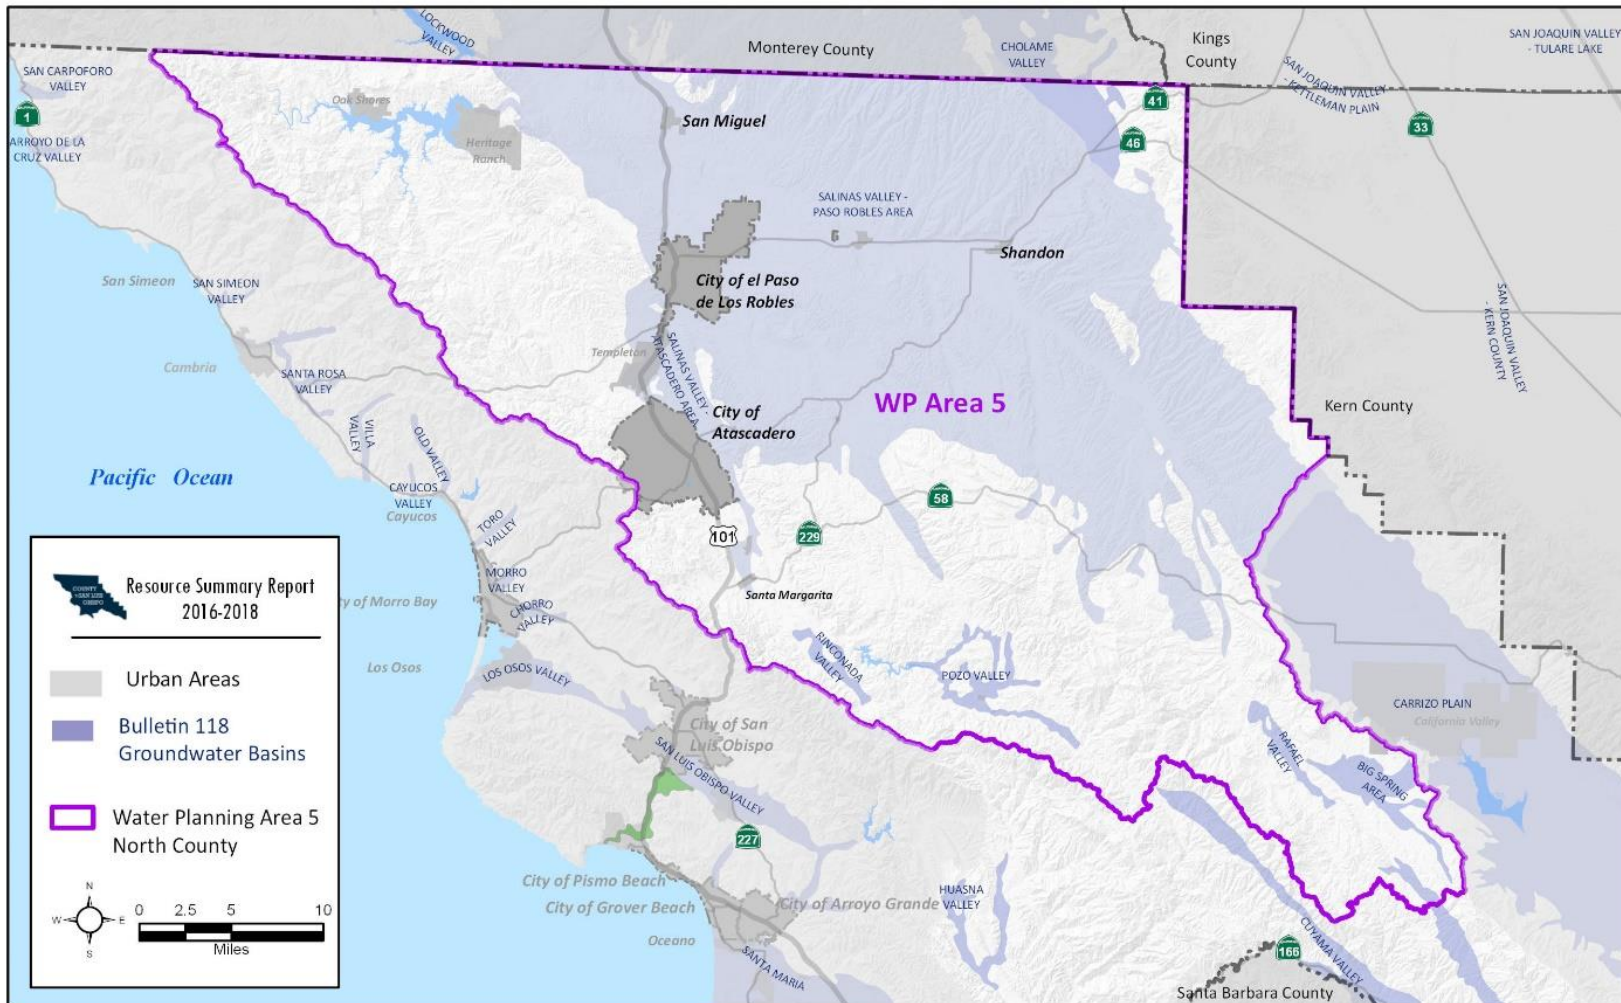 LOCKWOOD
VALLEY
Monterey County
CHOLAME
VALLEY
Kings
County
SAN JOAQUIN VALLEY
- TULARE LAKE
SAN CARPOFORO
VALLEY
SAN JOAQUIN VALLEY
- KETTLEMAN PLAIN
1
Oak Shores
41
San Miguel
33
46
ARROYO DE LA
CRUZ VALLEY
Heritage
Ranch
SALINAS VALLEY -
PASO ROBLES AREA
Shandon
San Simeon
SAN SIMEON
VALLEY
City of el Paso
de Los Robles
SAN JOAQUIN VALLEY
- KERN COUNTY
Templeton
SALINAS VALLEY -
ATASCADERO AREA
Cambria
SANTA ROSA
VALLEY
WP Area 5
Kern County
City of
Atascadero
VILLA
VALLEY
OLD VALLEY
Pacific Ocean
CAYUCOS
VALLEY
Cayucos
58
TORO
VALLEY
101
229
MORRO
VALLEY
Santa Margarita
ty of Morro Bay
CHORRO
VALLEY
RINCONADA
VALLEY
Los Osos
LOS OSOS VALLEY
POZO VALLEY
CARRIZO PLAIN
California Valley
City of San
Luis Obispo
RAFAEL
VALLEY
SAN LUIS OBISPO VALLEY
BIG SPRING
AREA
227
City of Pismo Beach
HUASNA
VALLEY
City of Grover Beach
City of Arroyo Grande
Oceano
CUYAMA VALLEY
166
SANTA MARIA
Santa Barbara County
COUNTY
OF SAN LUIS
OBISPO
Resource Summary Report
2016-2018
Urban Areas
Bulletin 118
Groundwater Basins
Water Planning Area 5
North County
N
W
E
S
0 2.5 5 10
Miles